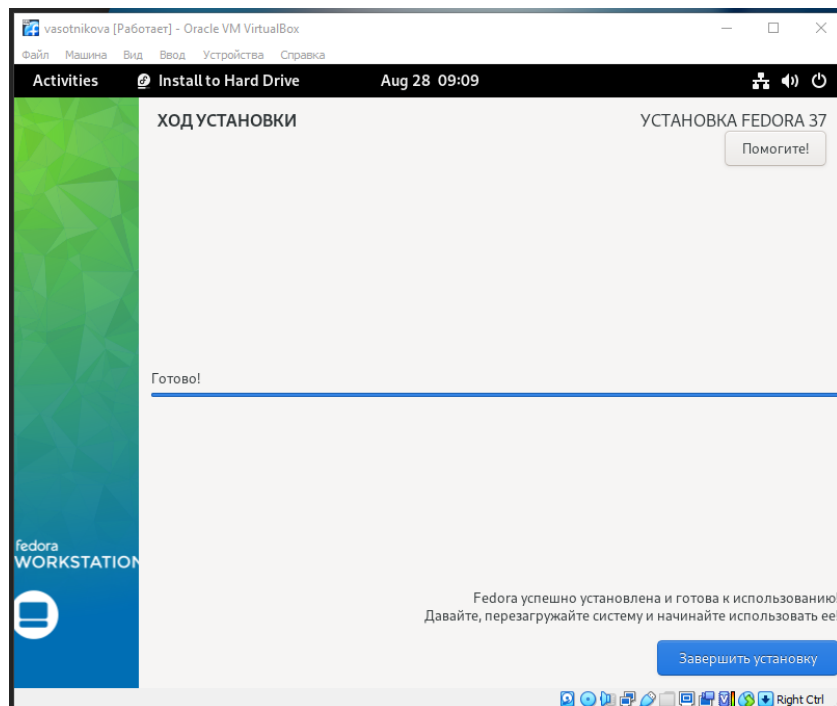 vasotnikova [Работает] - Oracle VM VirtualBox
Файл Машина Вид Ввод Устройства Справка
Activities Install to Hard Drive Aug 28 09:09
ХОД УСТАНОВКИ УСТАНОВКА FEDORA 37
Помогите!
Готово!
fedora
WORKSTATION
Fedora успешно установлена и готова к использованию!
Давайте, перезагружайте систему и начинайте использовать ее!
Завершить установку
Right Ctrl